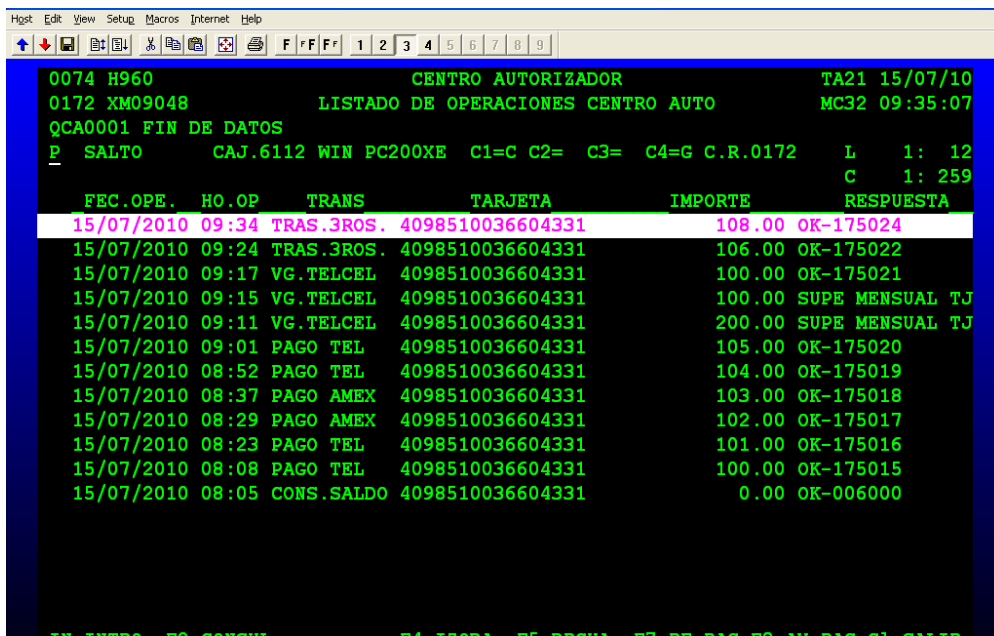 Host Edit View Setup Macros Internet Help
F F F F F 1 2 3 4 5 6 7 8 9
0074 H960 CENTRO AUTORIZADOR TA21 15/07/10
0172 XM09048 LISTADO DE OPERACIONES CENTRO AUTO MC32 09:35:07
QCA0001 FIN DE DATOS
P SALTO CAJ.6112 WIN PC200XE C1=C C2= C3= C4=G C.R.0172 L 1: 12
C 1: 259
FEC.OPE. HO.OP TRANS TARJETA IMPORTE RESPUESTA
15/07/2010 09:34 TRAS.3ROS. 4098510036604331 108.00 OK-175024
15/07/2010 09:24 TRAS.3ROS. 4098510036604331 106.00 OK-175022
15/07/2010 09:17 VG.TELCEL 4098510036604331 100.00 OK-175021
15/07/2010 09:15 VG.TELCEL 4098510036604331 100.00 SUPE MENSUAL TJ
15/07/2010 09:11 VG.TELCEL 4098510036604331 200.00 SUPE MENSUAL TJ
15/07/2010 09:01 PAGO TEL 4098510036604331 105.00 OK-175020
15/07/2010 08:52 PAGO TEL 4098510036604331 104.00 OK-175019
15/07/2010 08:37 PAGO AMEX 4098510036604331 103.00 OK-175018
15/07/2010 08:29 PAGO AMEX 4098510036604331 102.00 OK-175017
15/07/2010 08:23 PAGO TEL 4098510036604331 101.00 OK-175016
15/07/2010 08:08 PAGO TEL 4098510036604331 100.00 OK-175015
15/07/2010 08:05 CONS.SALDO 4098510036604331 0.00 OK-006000